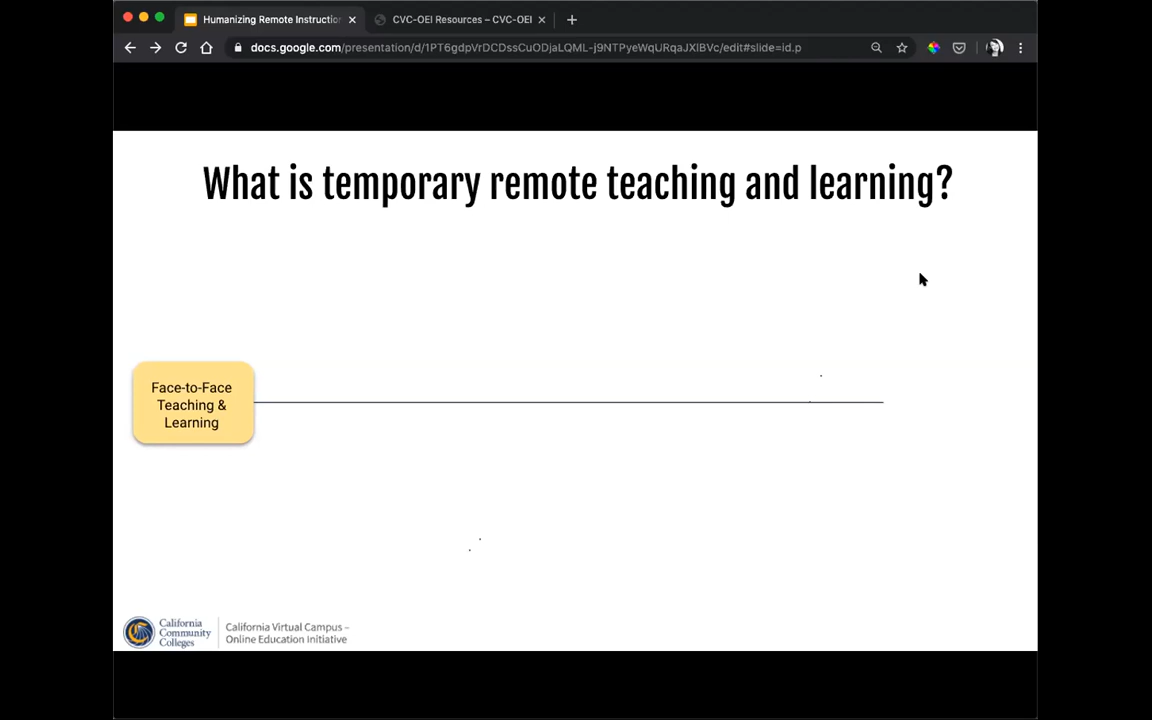 Humanizing Remote Instruction
CVC-OEI Resources – CVC-OEI
docs.google.com/presentation/d/1PT6gdpVrDCDssCuODjaLQML-j9NTPyeWqURqaJXIBVc/edit#slide=id.p
What is temporary remote teaching and learning?
Face-to-Face
Teaching &
Learning
California
Community
Colleges
California Virtual Campus –
Online Education Initiative